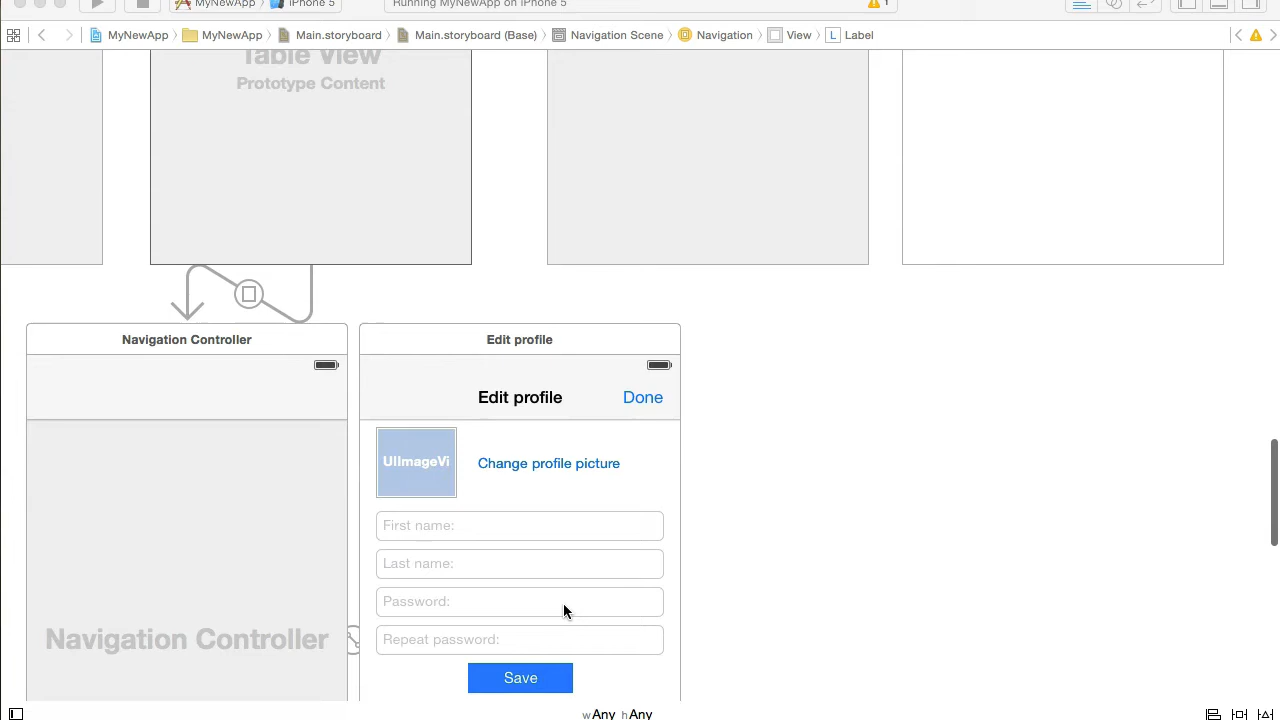 MyNewApp iPhone 5
Running MyNewApp on iPhone 5
1
MyNewApp MyNewApp Main.storyboard Main.storyboard (Base) Navigation Scene Navigation View L Label
Table View
Prototype Content
Navigation Controller
Edit profile
Edit profile Done
UIImageVi
Change profile picture
First name:
Last name:
Password:
Repeat password:
Navigation Controller
Save
wAny hAny